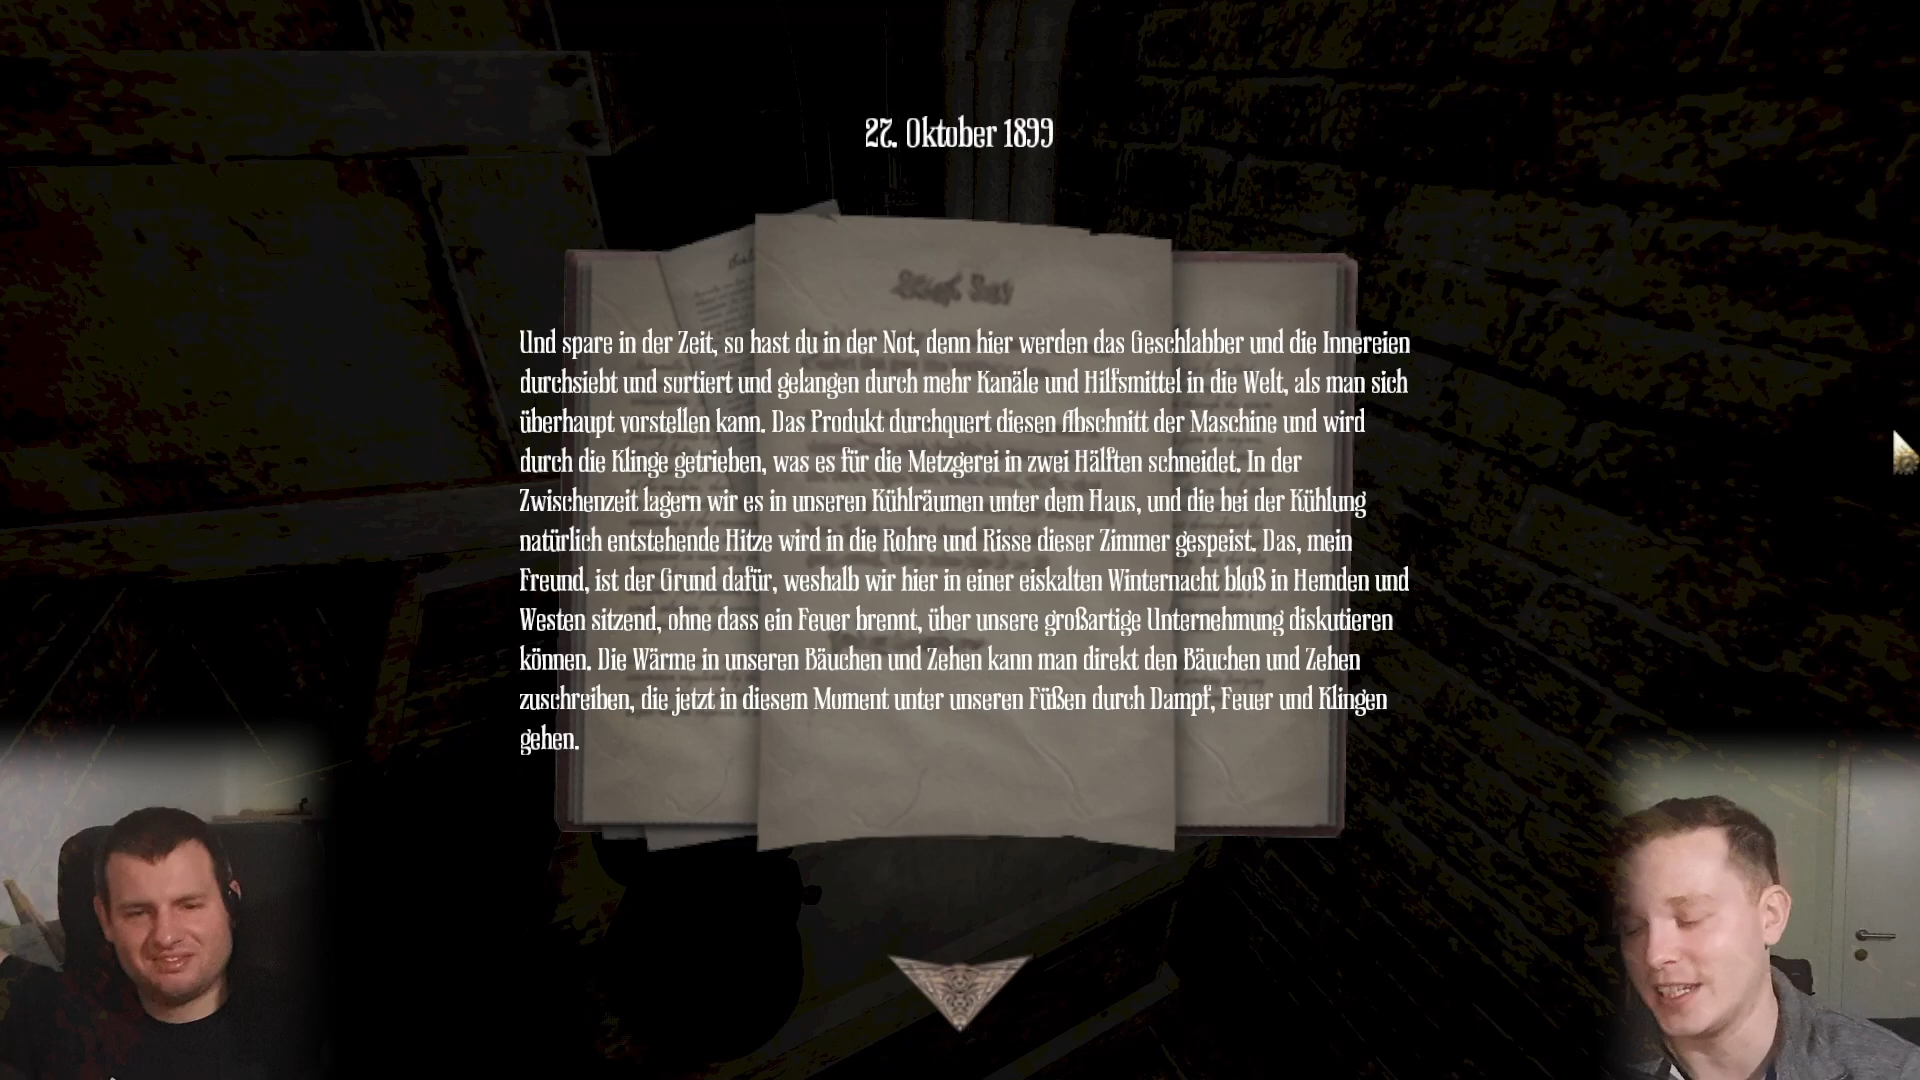 27. Oktober 1899
Und spare in der Zeit, so hast du in der Not, denn hier werden das Geschlabber und die Innereien
durchsiebt und sortiert und gelangen durch mehr Kanäle und Hilfsmittel in die Welt, als man sich
überhaupt vorstellen kann. Das Produkt durchquert diesen Abschnitt der Maschine und wird
durch die Klinge getrieben, was es für die Metzgerei in zwei Hälften schneidet. In der
Zwischenzeit lagern wir es in unseren Kühlräumen unter dem Haus, und die bei der Kühlung
natürlich entstehende Hitze wird in die Rohre und Risse dieser Zimmer gespeist. Das, mein
Freund, ist der Grund dafür, weshalb wir hier in einer eiskalten Winternacht bloß in Hemden und
Westen sitzend, ohne dass ein Feuer brennt, über unsere großartige Unternehmung diskutieren
können. Die Wärme in unseren Bäuchen und Zehen kann man direkt den Bäuchen und Zehen
zuschreiben, die jetzt in diesem Moment unter unseren Füßen durch Dampf, Feuer und Klingen
gehen.